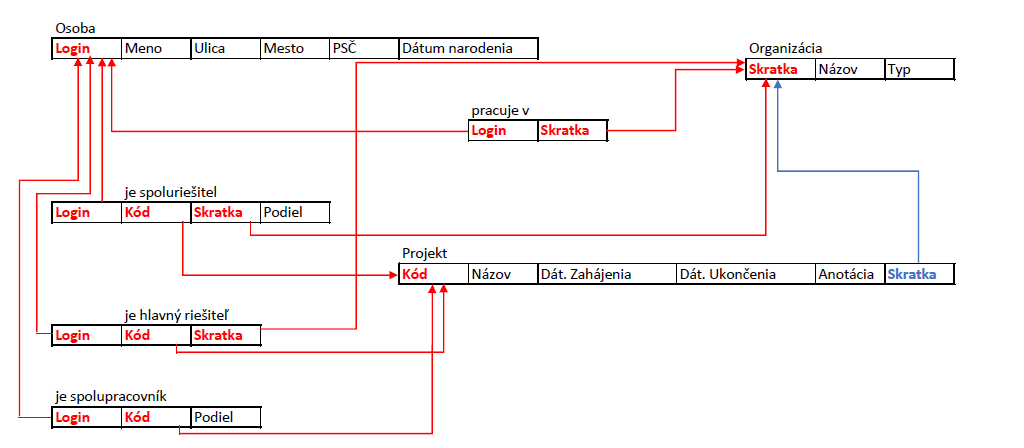 Osoba
Login Meno Ulica Mesto PSČ Dátum narodenia
Organizácia
Skratka Názov Typ
pracuje v
Login Skratka
je spoluriešitel
Login Kód Skratka Podiel
Projekt
Kód Názov Dát. Zahájenia Dát. Ukončenia Anotácia Skratka
je hlavný riešiteľ
Login Kód Skratka
je spolupracovník
Login Kód Podiel